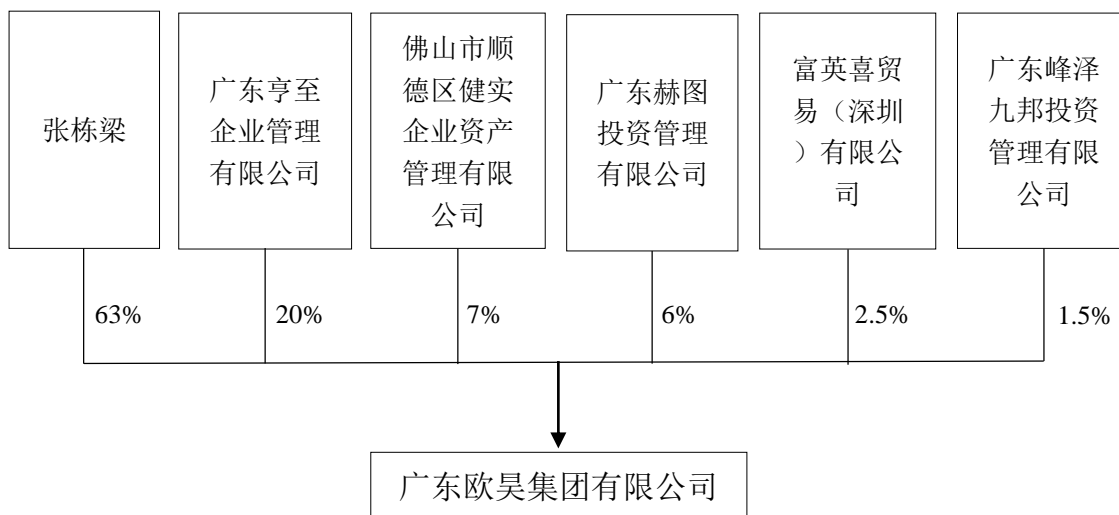 张栋梁
广东亨至
企业管理
有限公司
佛山市顺
德区健实
企业资产
管理有限
公司
广东赫图
投资管理
有限公司
富英喜贸
易（深圳
）有限公
司
广东峰泽
九邦投资
管理有限
公司
63%
20%
7%
6%
2.5%
1.5%
广东欧昊集团有限公司